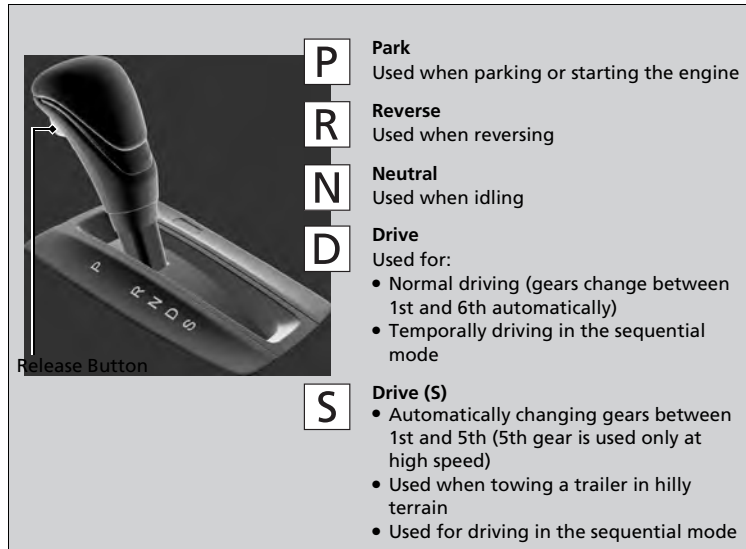 P
Park
Used when parking or starting the engine
R
Reverse
Used when reversing
N
Neutral
Used when idling
D
Drive
Used for:
• Normal driving (gears change between
1st and 6th automatically)
• Temporally driving in the sequential
mode
S
Drive (S)
• Automatically changing gears between
1st and 5th (5th gear is used only at
high speed)
• Used when towing a trailer in hilly
terrain
• Used for driving in the sequential mode
P R N D S
Release Button